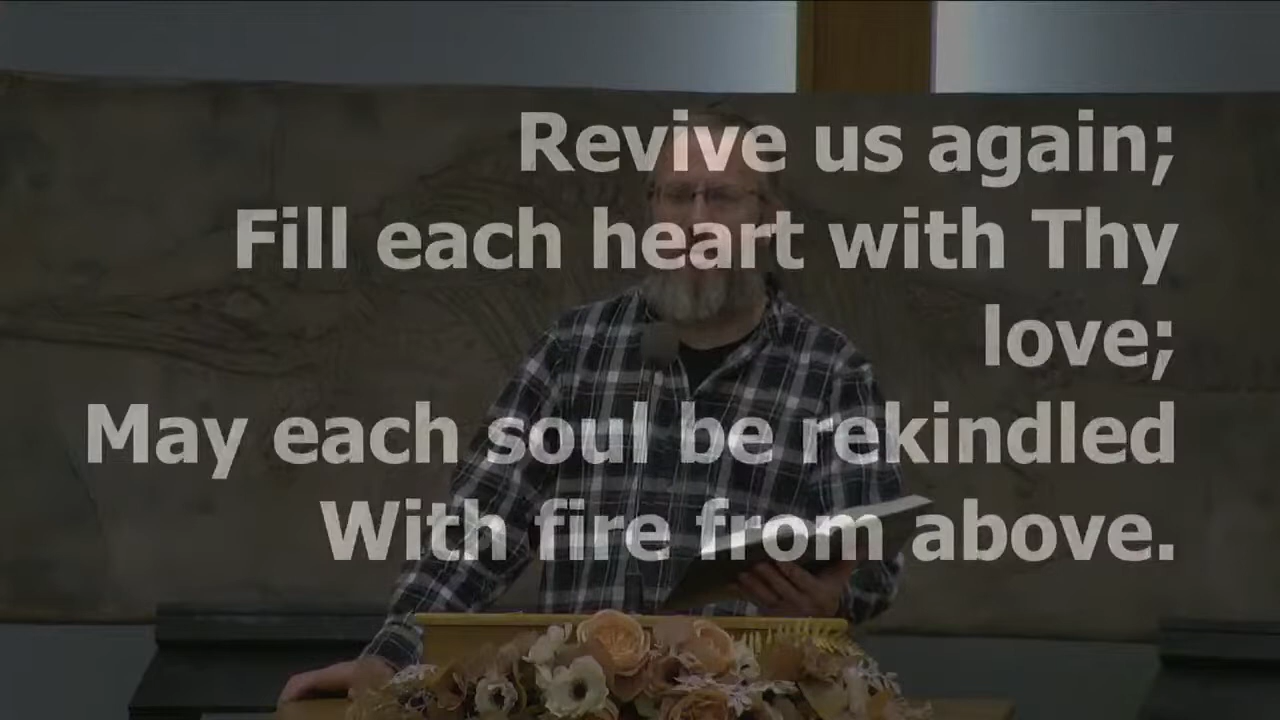 Revive us again;
Fill each heart with Thy
love;
May each soul be rekindled
With fire from above.